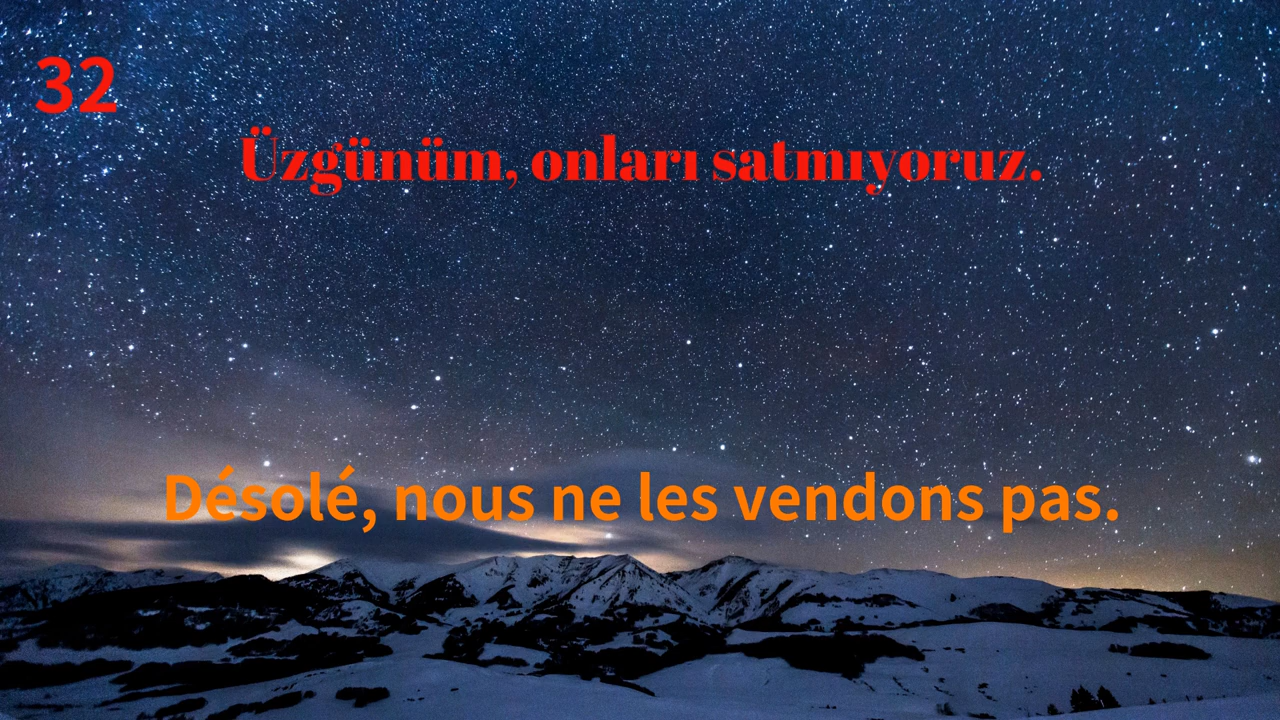 32
Üzgünüm, onları satmıyoruz.
Désolé, nous ne les vendons pas.